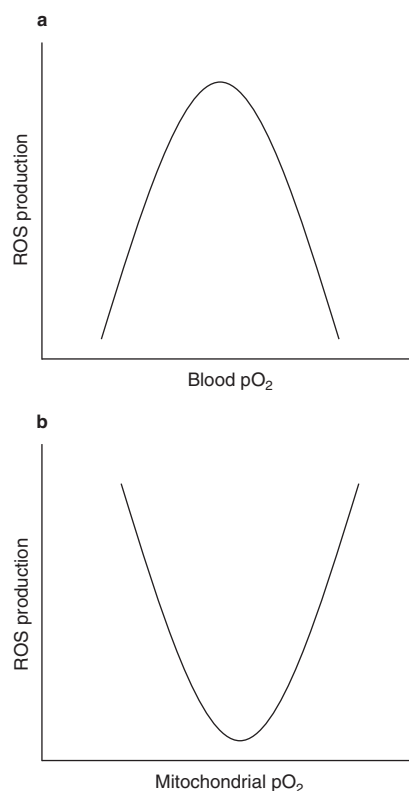 a
ROS production
Blood pO₂
b
ROS production
Mitochondrial pO₂